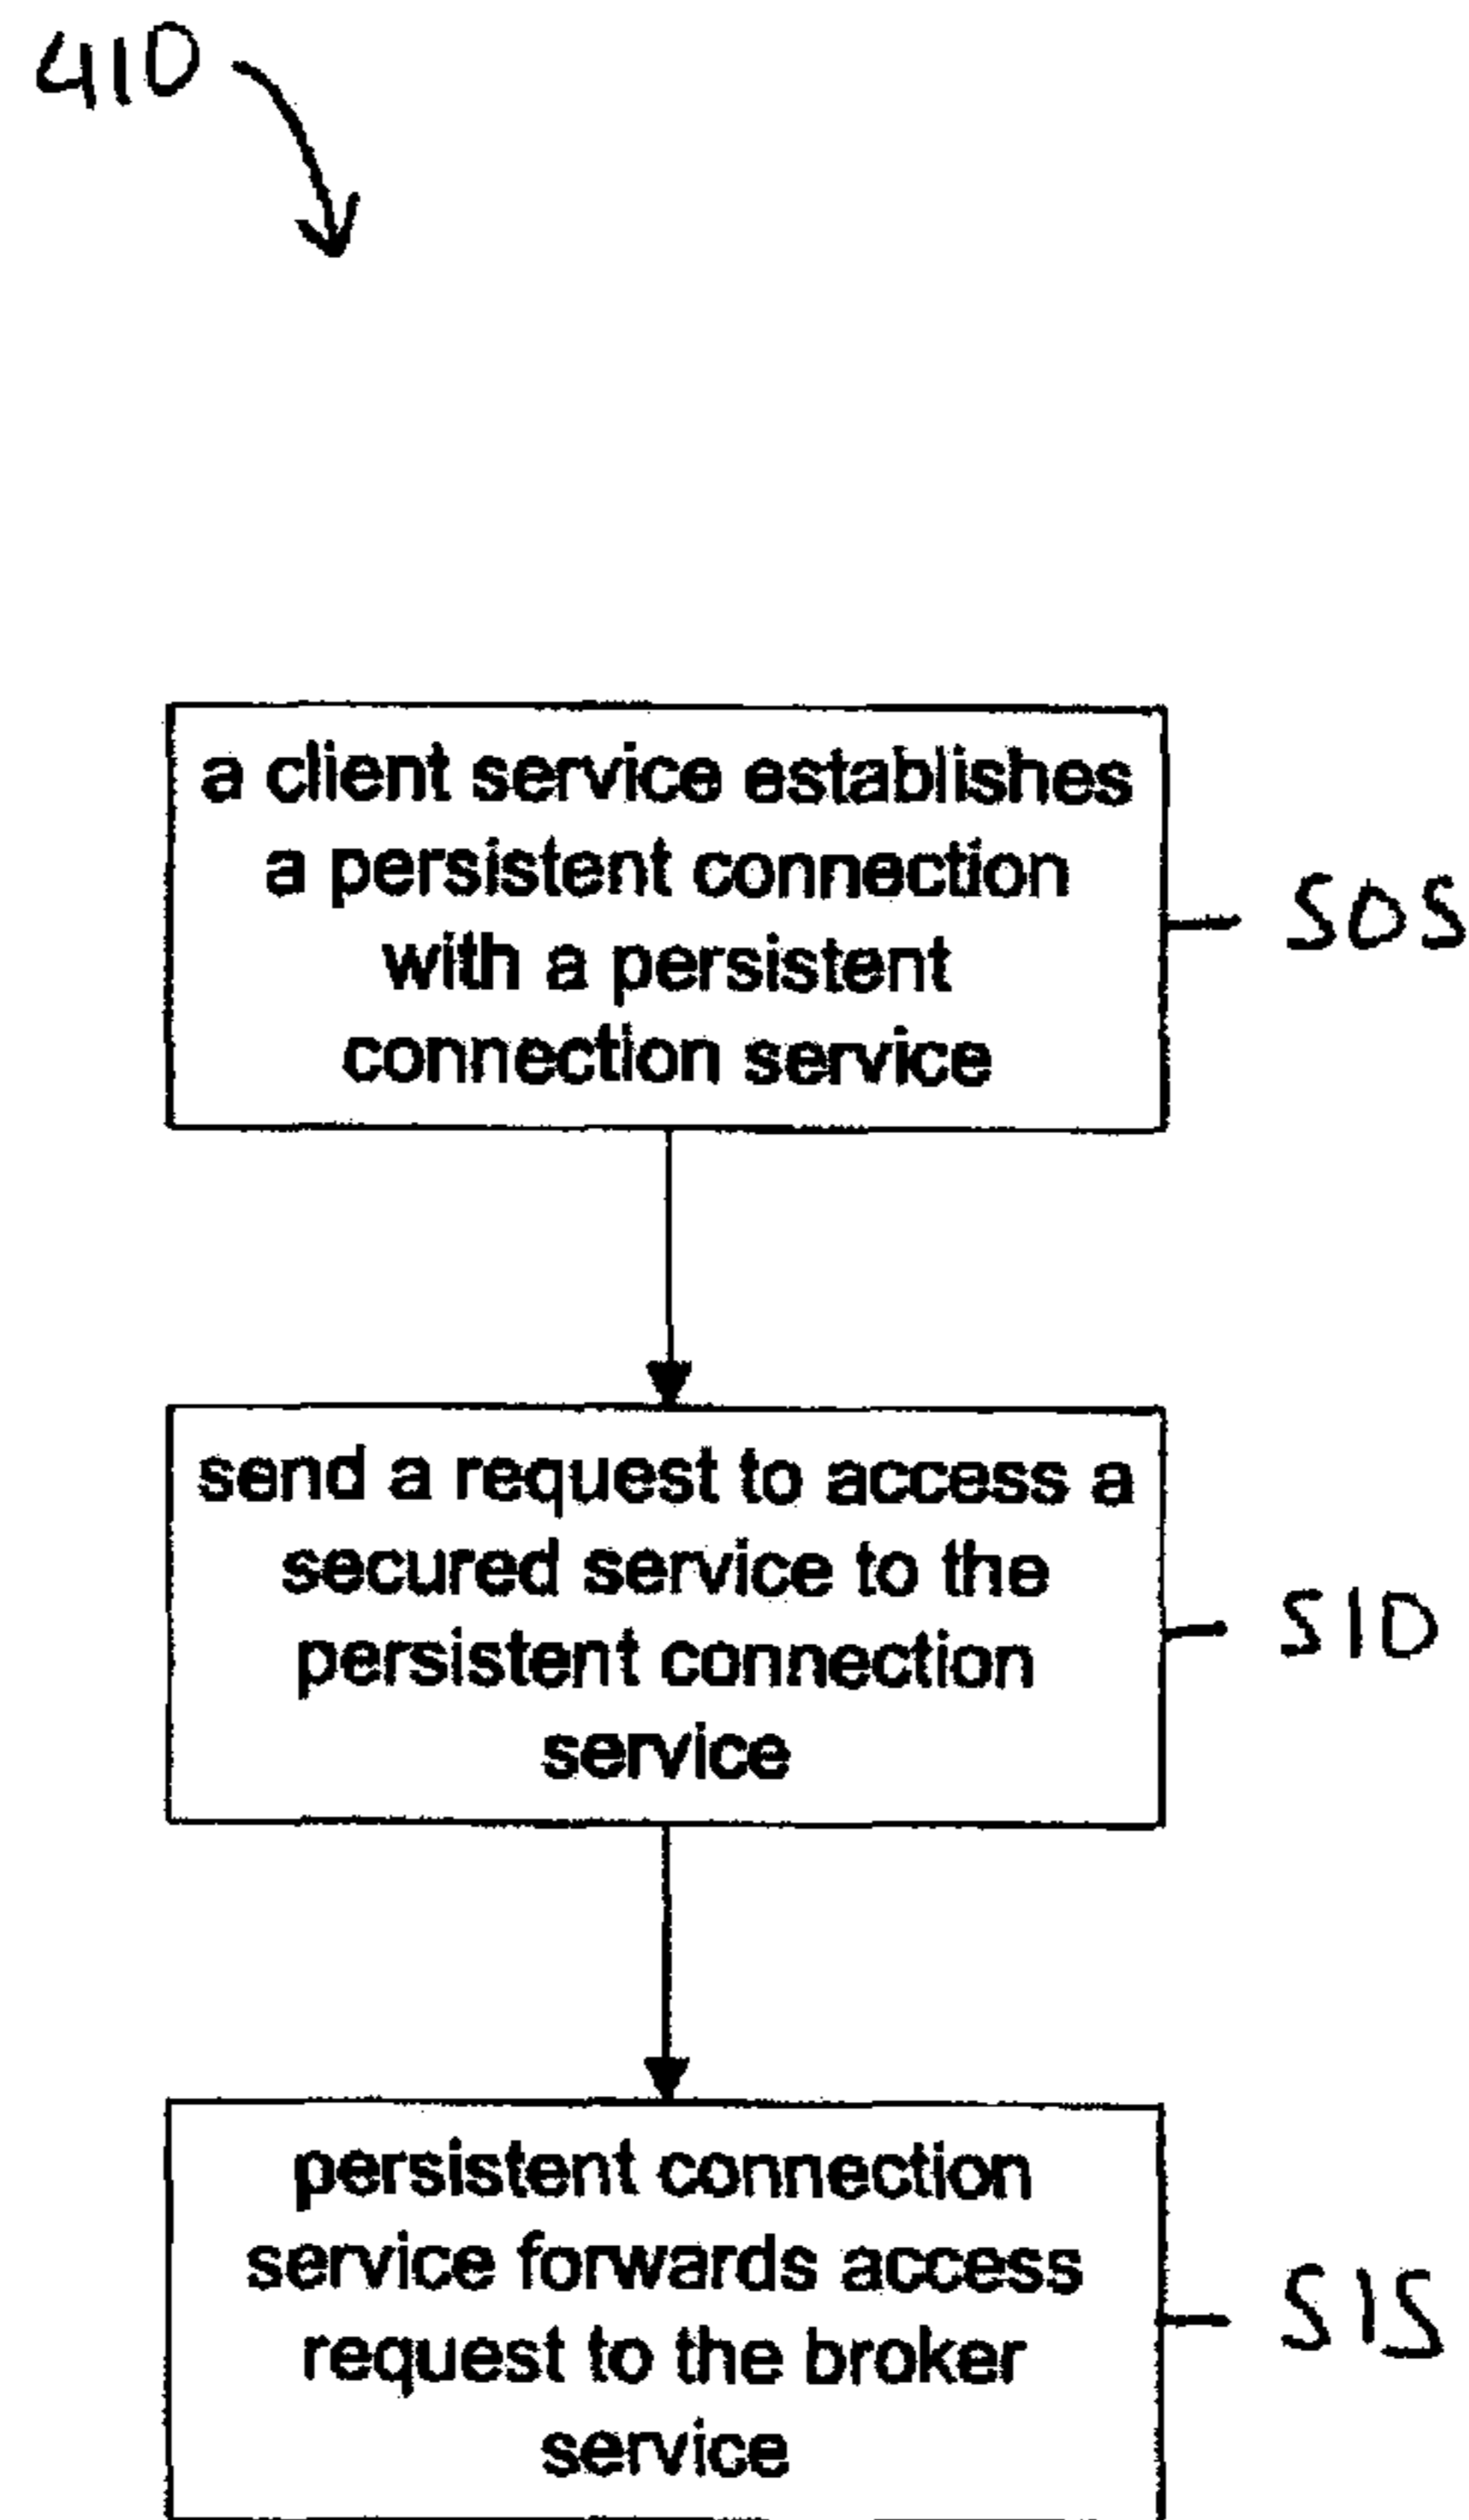 410
a client service establishes
a persistent connection
with a persistent
connection service
505
send a request to access a
secured service to the
persistent connection
service
510
persistent connection
service forwards access
request to the broker
service
515